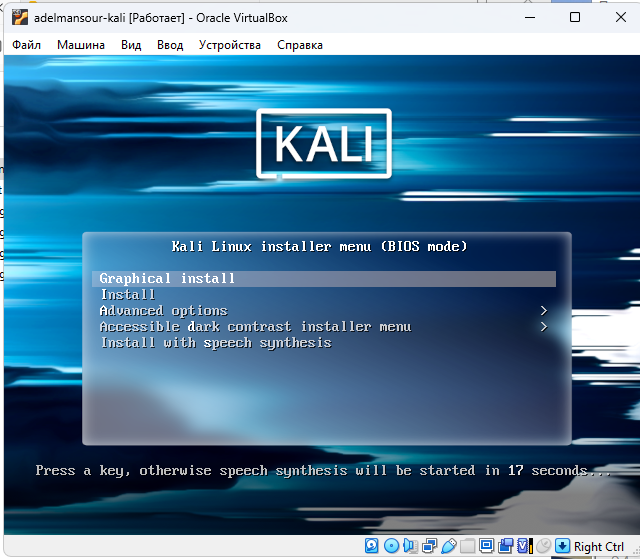 adelmansour-kali [Работает] - Oracle VirtualBox
Файл Машина Вид Ввод Устройства Справка
KALI
Kali Linux installer menu (BIOS mode)
Graphical install
Install
Advanced options >
Accessible dark contrast installer menu >
Install with speech synthesis
Press a key, otherwise speech synthesis will be started in 17 seconds...
Right Ctrl